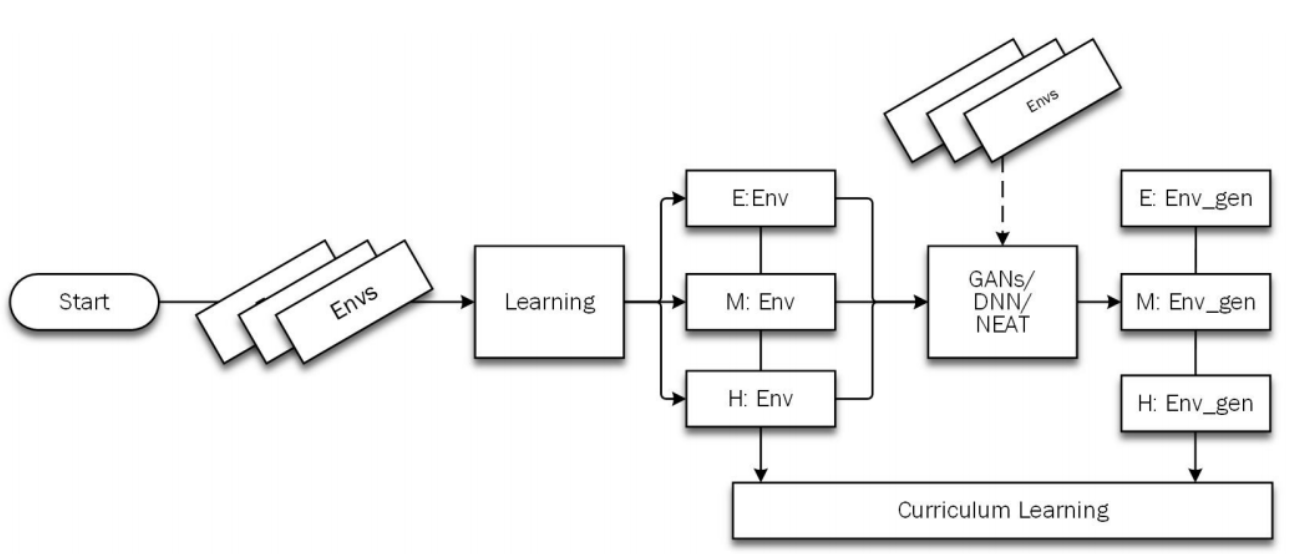 Envs
E:Env
E: Env_gen
Start
Envs
Learning
M: Env
GANs/
DNN/
NEAT
M: Env_gen
H: Env
H: Env_gen
Curriculum Learning